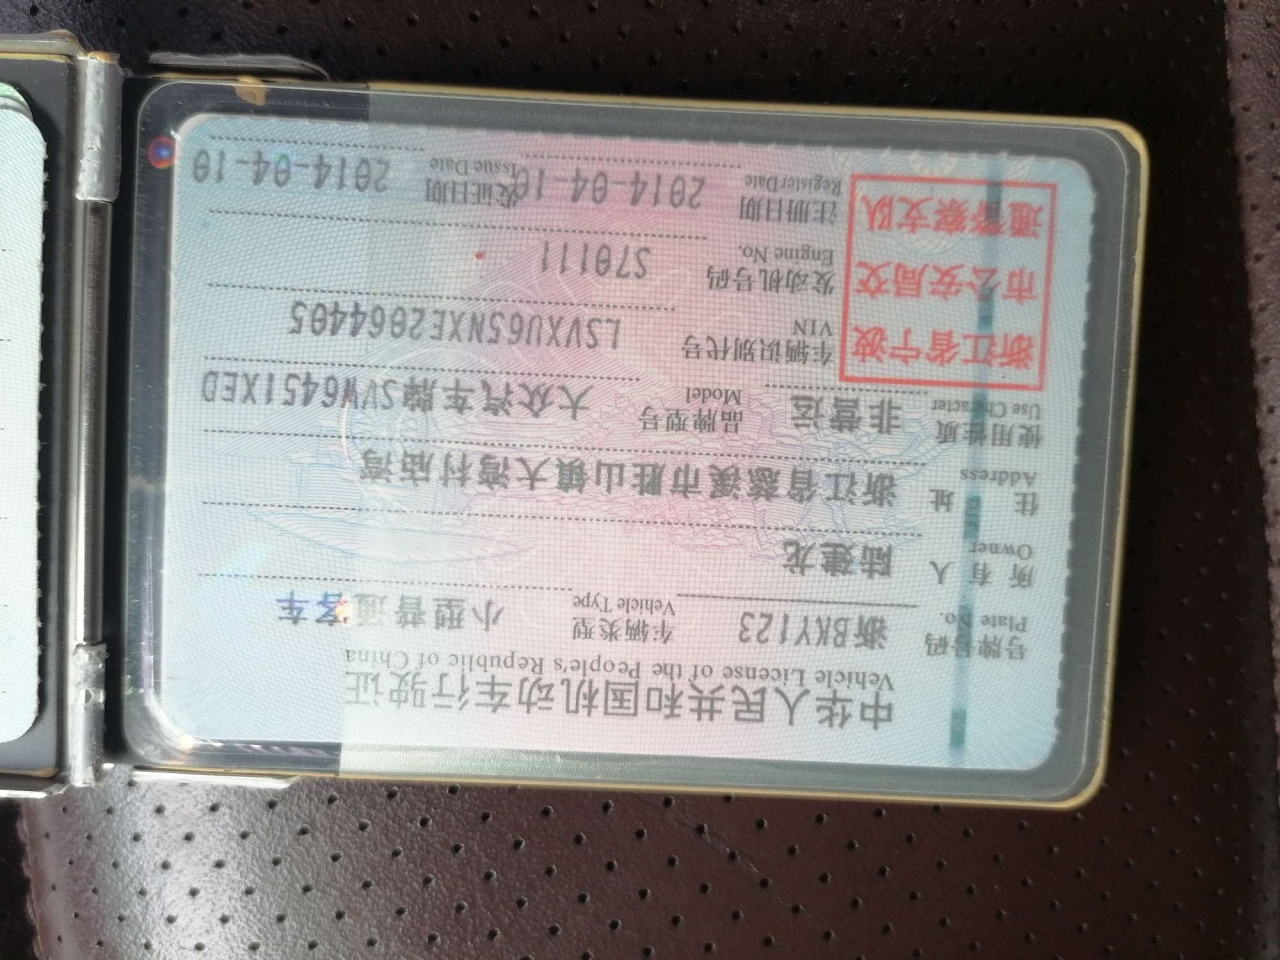 中华人民共和国机动车行驶证
Vehicle License of the People's Republic of China
号牌号码 Plate No. 浙BKY123 车辆类型 Vehicle Type 小型普通客车
所有人 Owner 陆建龙
住址 Address 浙江省慈溪市胜山镇大湾村庙湾
使用性质 Use Character 非营运 品牌型号 Model 大众汽车牌SVW6451XED
浙江省宁波
市公安局交
通警察支队
车辆识别代号 VIN LSVXU65NXE2064405
发动机号码 Engine No. S70111
注册日期 Register Date 2014-04-10 发证日期 Issue Date 2014-04-10